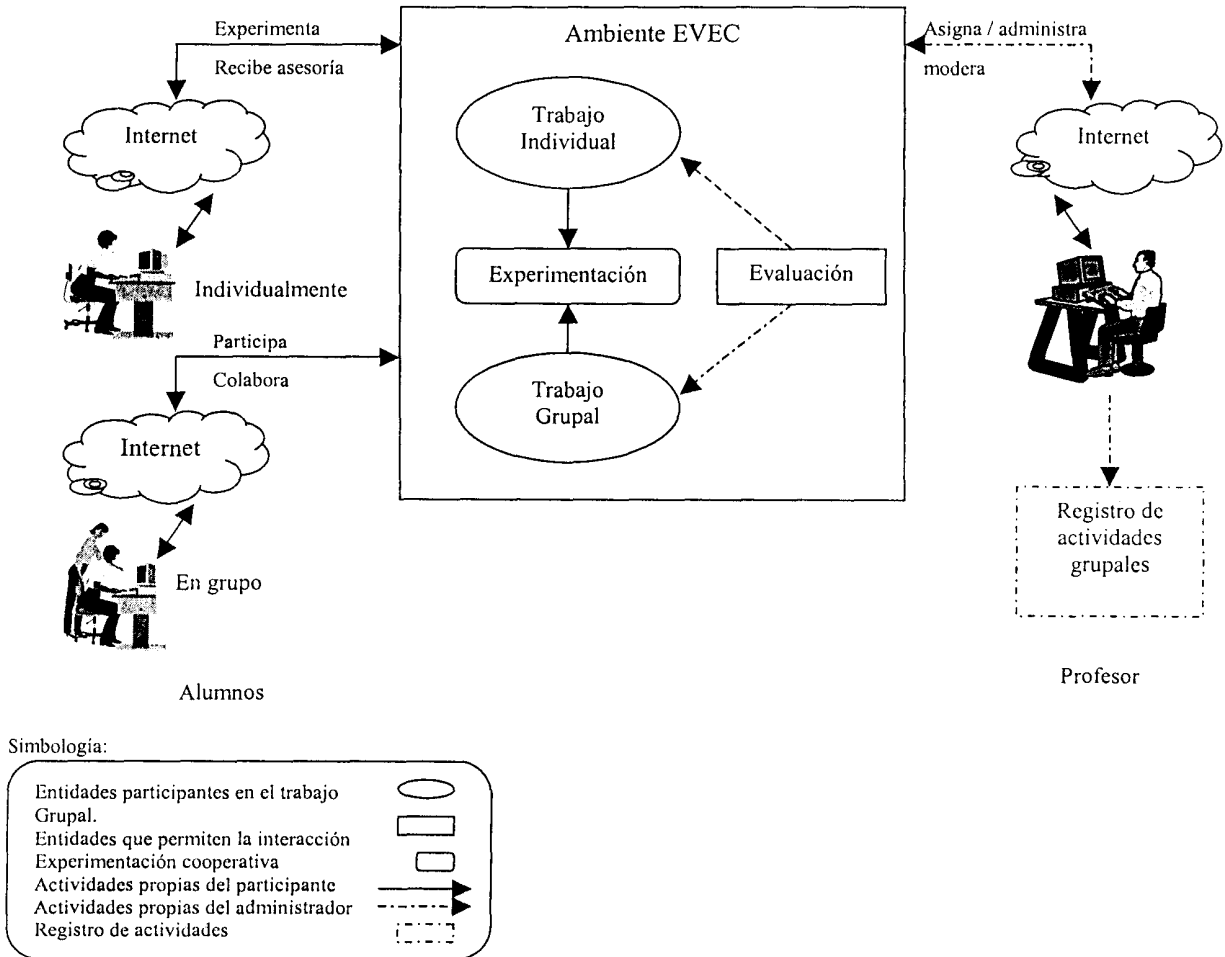 Experimenta
Recibe asesoría
Internet
Individualmente
Participa
Colabora
Internet
En grupo
Alumnos
Ambiente EVEC
Trabajo
Individual
Experimentación
Evaluación
Trabajo
Grupal
Asigna / administra
modera
Internet
Registro de
actividades
grupales
Profesor
Simbología:
Entidades participantes en el trabajo
Grupal.
Entidades que permiten la interacción
Experimentación cooperativa
Actividades propias del participante
Actividades propias del administrador
Registro de actividades